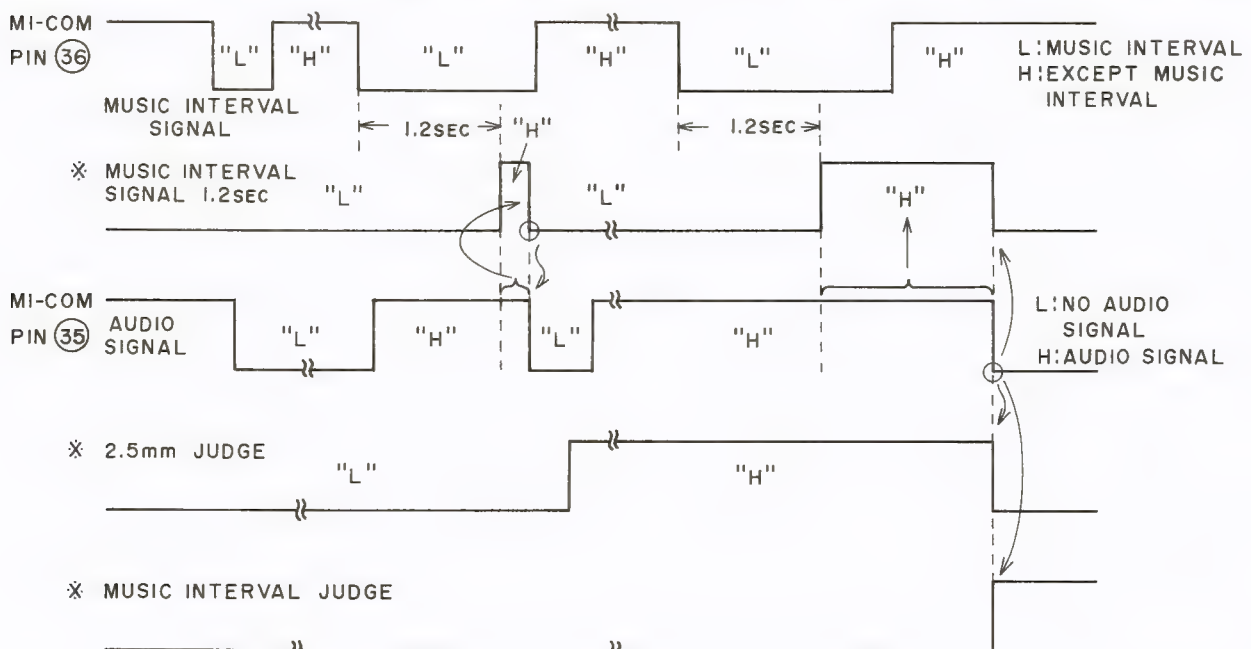 MI-COM
PIN 36
"L" "H" "L" "H" "L" "H"
L:MUSIC INTERVAL
H:EXCEPT MUSIC
INTERVAL
MUSIC INTERVAL
SIGNAL
1.2SEC "H" 1.2SEC
※ MUSIC INTERVAL
SIGNAL 1.2SEC
"L" "L" "H"
MI-COM
PIN 35
AUDIO
SIGNAL
"L" "H" "L" "H"
L:NO AUDIO
SIGNAL
H:AUDIO SIGNAL
※ 2.5mm JUDGE
"L" "H"
※ MUSIC INTERVAL JUDGE